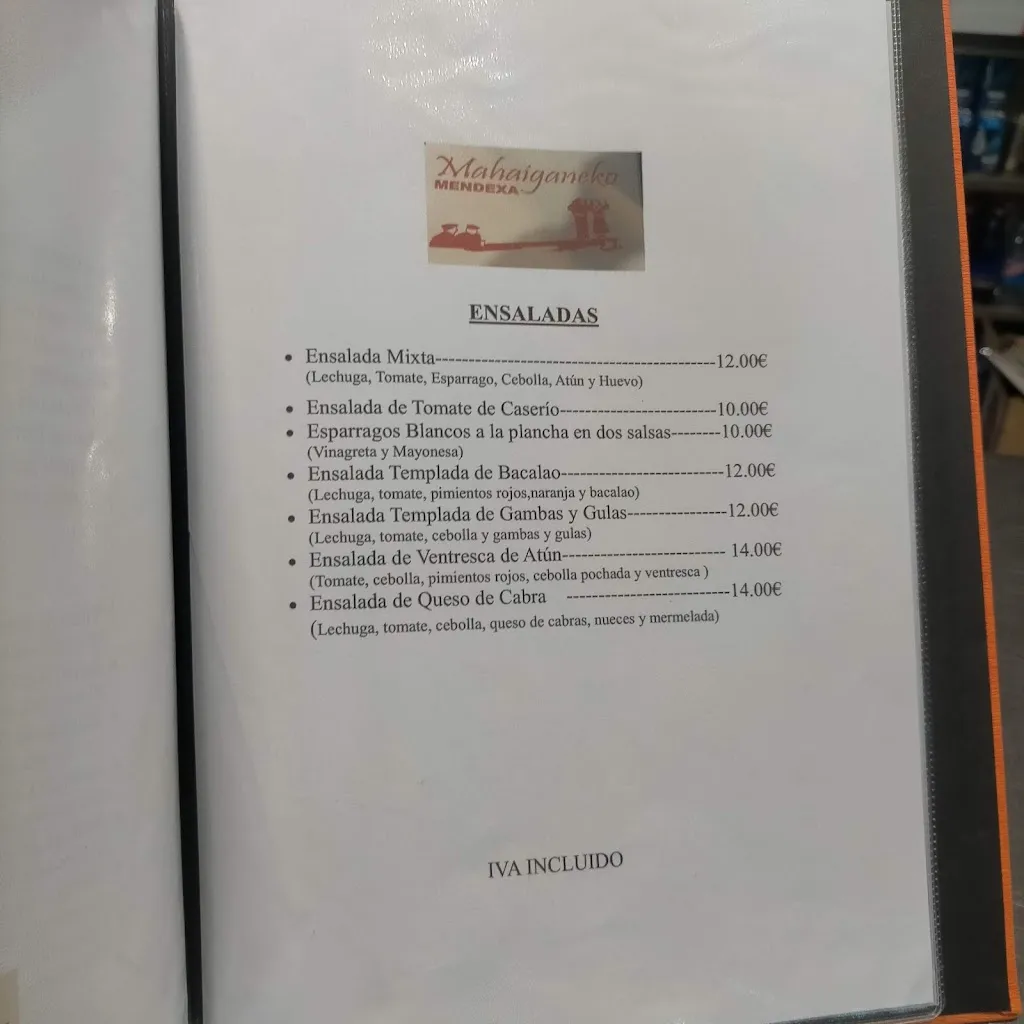 Mahaiganeko
MENDEXA
ENSALADAS
• Ensalada Mixta-------------------------------------------12.00€
(Lechuga, Tomate, Esparrago, Cebolla, Atún y Huevo)
• Ensalada de Tomate de Caserío-------------------------10.00€
• Esparragos Blancos a la plancha en dos salsas--------10.00€
(Vinagreta y Mayonesa)
• Ensalada Templada de Bacalao-------------------------12.00€
(Lechuga, tomate, pimientos rojos,naranja y bacalao)
• Ensalada Templada de Gambas y Gulas----------------12.00€
(Lechuga, tomate, cebolla y gambas y gulas)
• Ensalada de Ventresca de Atún------------------------- 14.00€
(Tomate, cebolla, pimientos rojos, cebolla pochada y ventresca )
• Ensalada de Queso de Cabra -------------------------14.00€
(Lechuga, tomate, cebolla, queso de cabras, nueces y mermelada)
IVA INCLUIDO